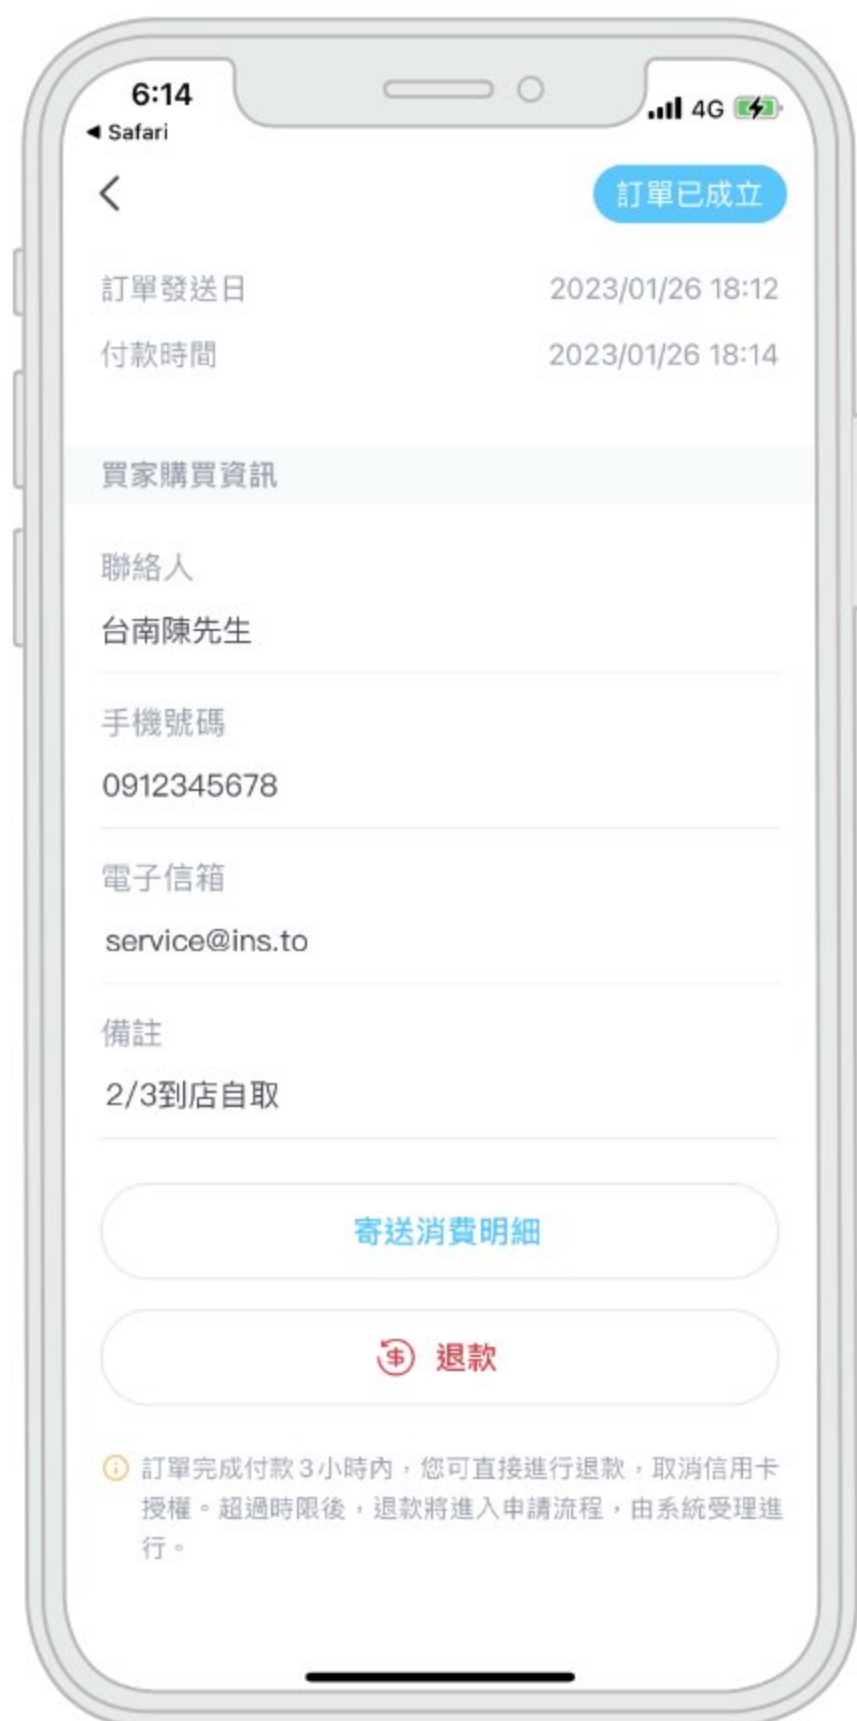 6:14
4G
Safari
訂單已成立
訂單發送日 2023/01/26 18:12
付款時間 2023/01/26 18:14
買家購買資訊
聯絡人
台南陳先生
手機號碼
0912345678
電子信箱
service@ins.to
備註
2/3到店自取
寄送消費明細
退款
訂單完成付款3小時內，您可直接進行退款，取消信用卡
授權。超過時限後，退款將進入申請流程，由系統受理進
行。